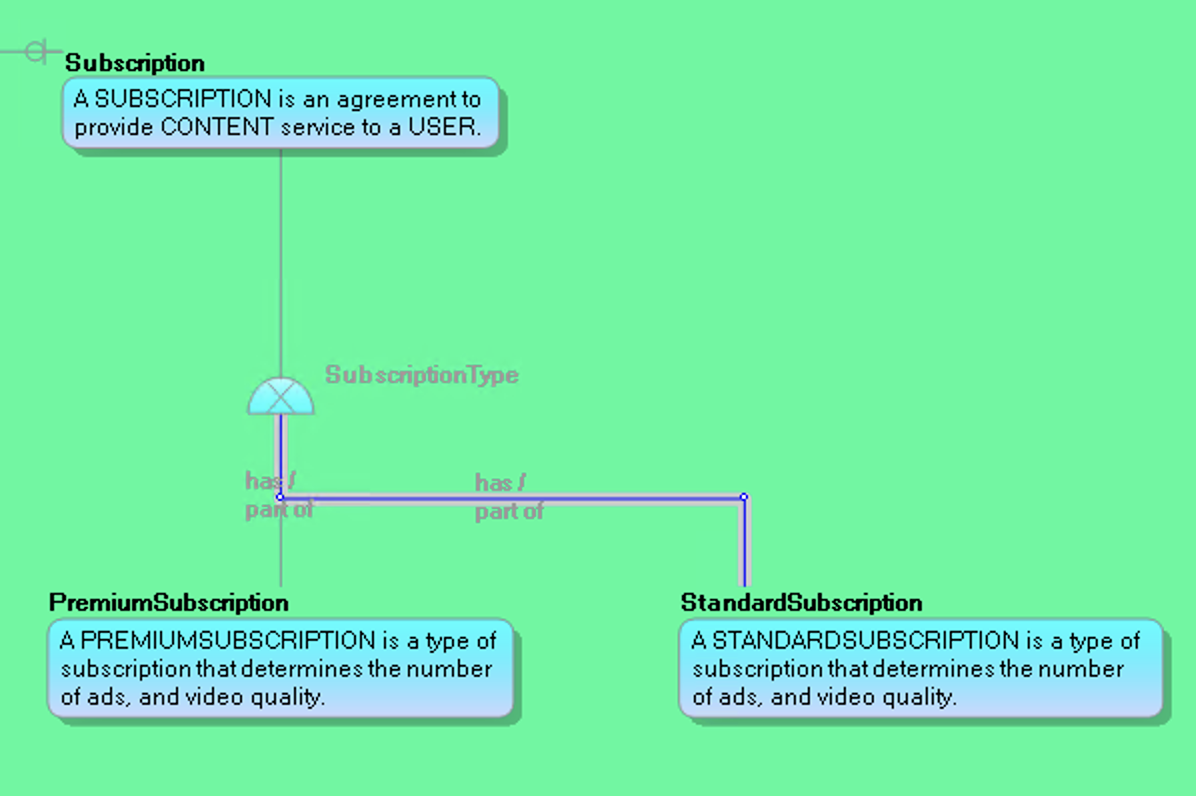 Subscription
A SUBSCRIPTION is an agreement to
provide CONTENT service to a USER.
SubscriptionType
has /
part of
has /
part of
PremiumSubscription
A PREMIUMSUBSCRIPTION is a type of
subscription that determines the number
of ads, and video quality.
StandardSubscription
A STANDARDSUBSCRIPTION is a type of
subscription that determines the number
of ads, and video quality.